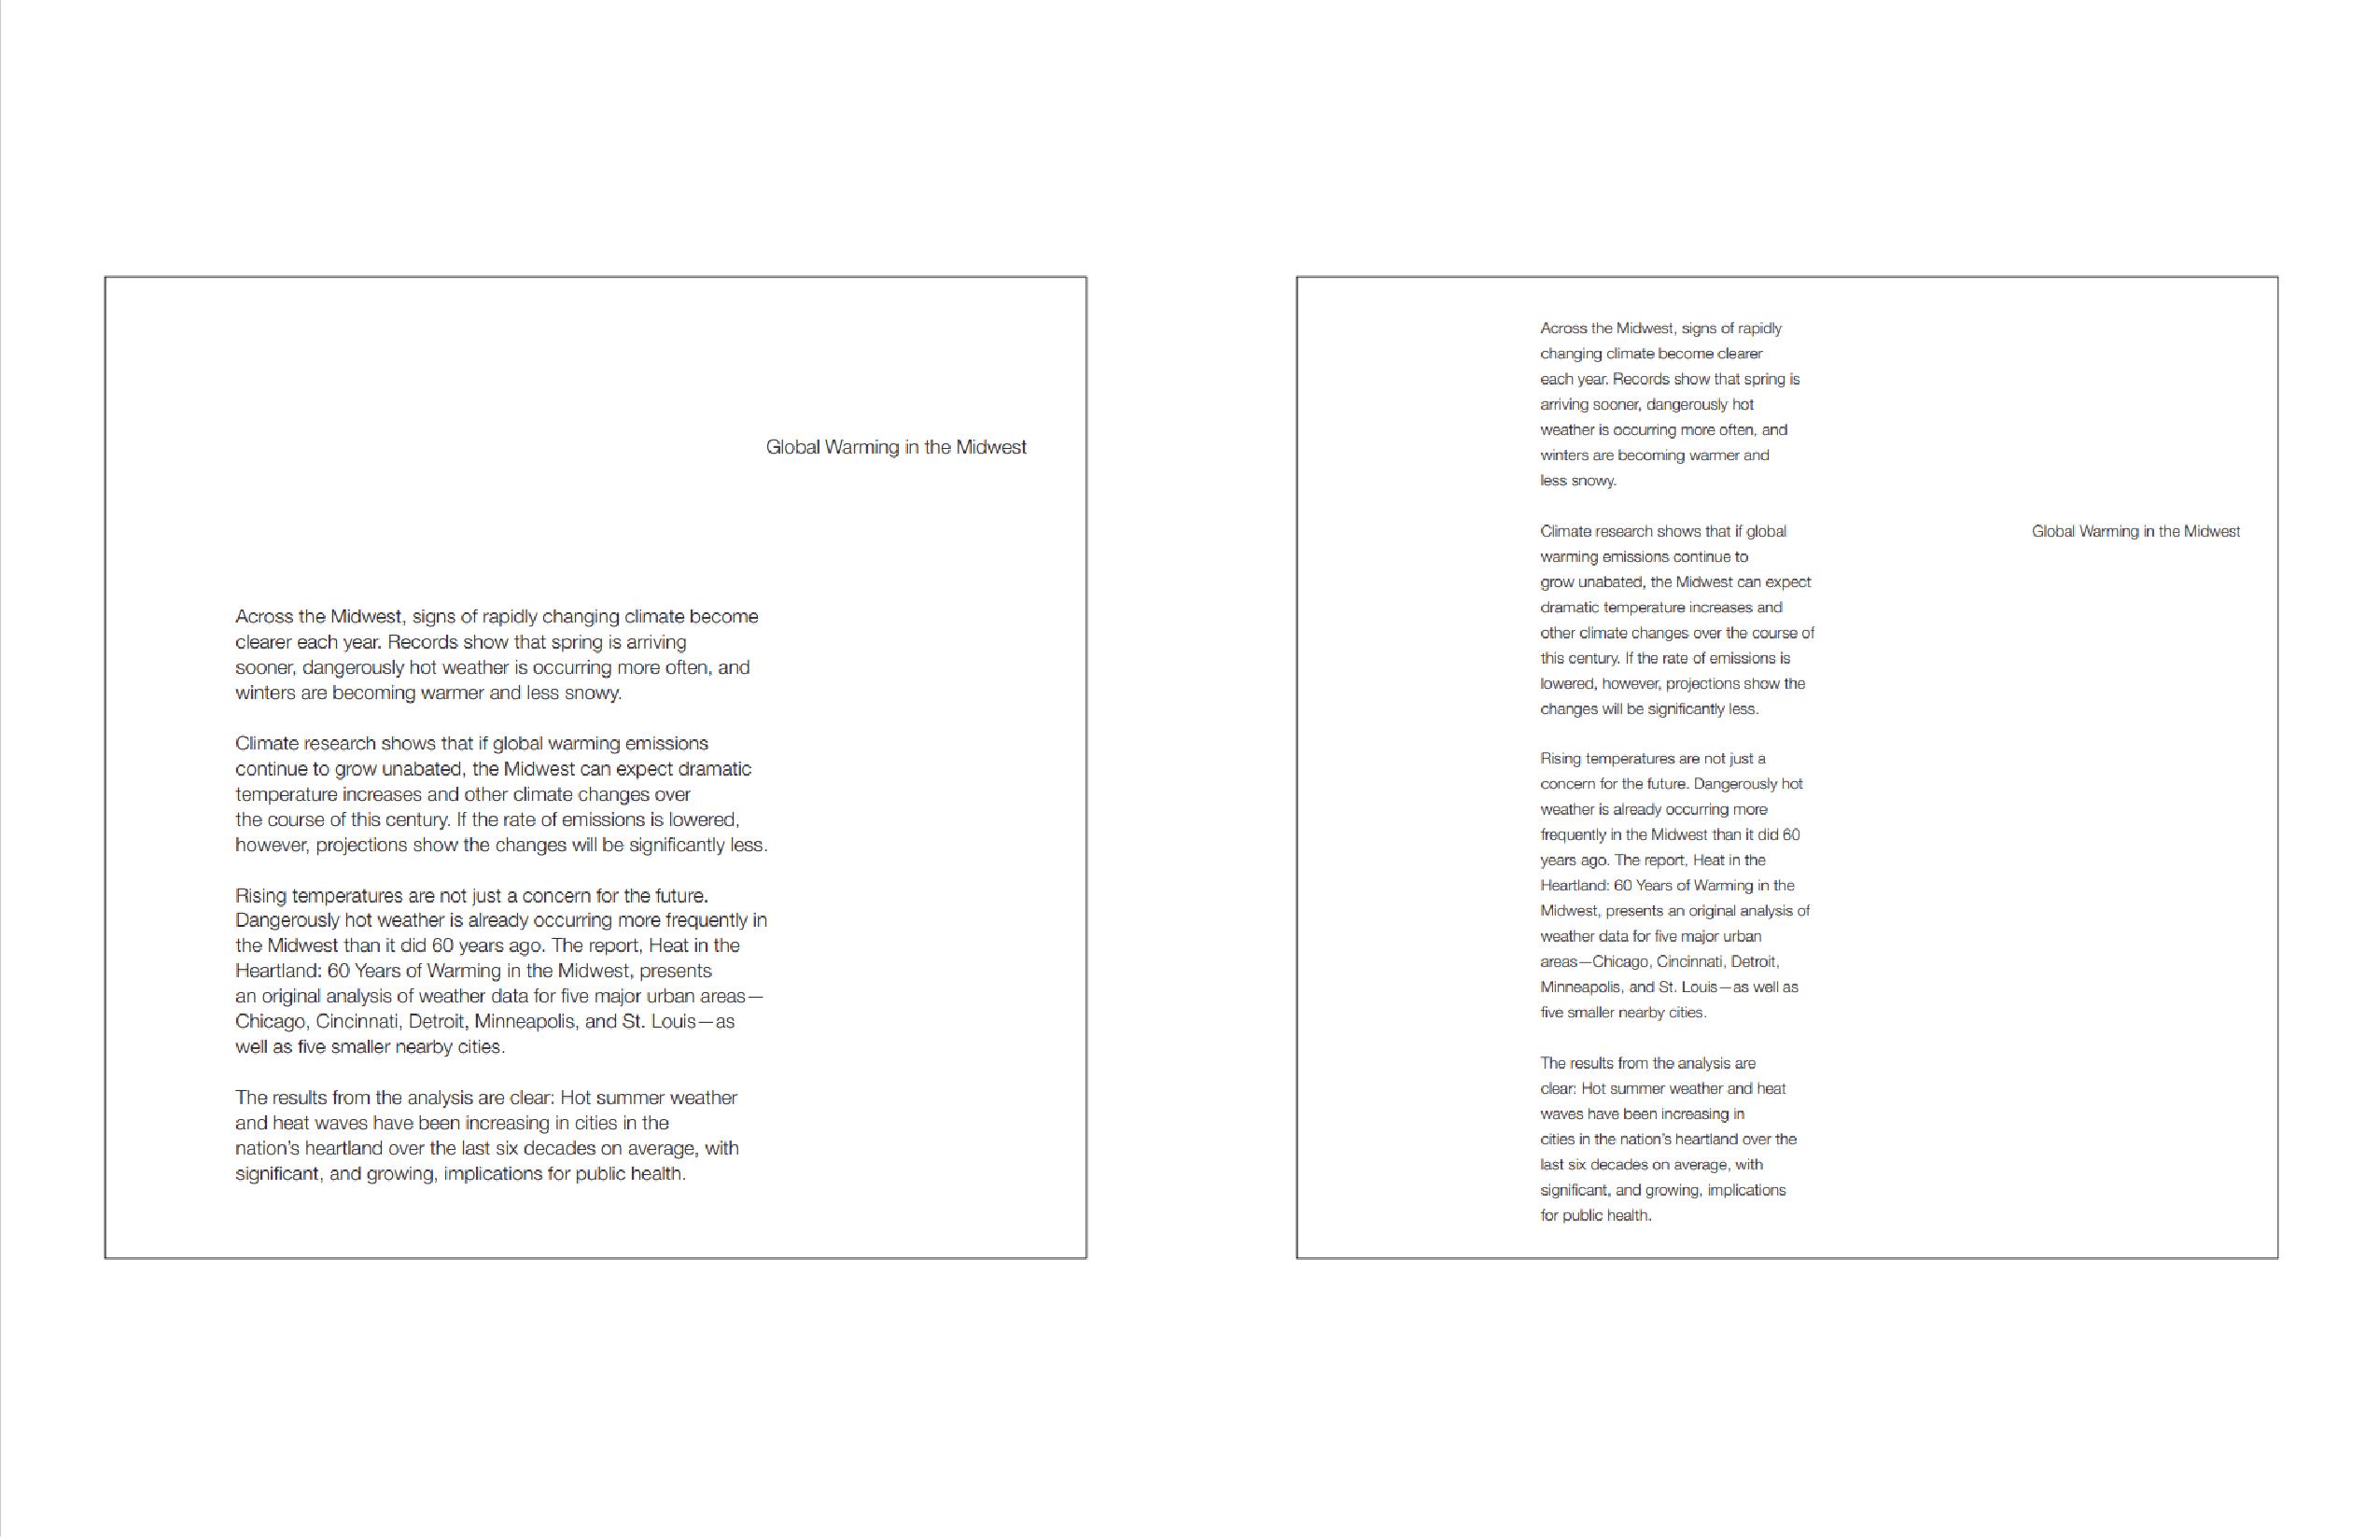 Global Warming in the Midwest
Across the Midwest, signs of rapidly changing climate become
clearer each year. Records show that spring is arriving
sooner, dangerously hot weather is occurring more often, and
winters are becoming warmer and less snowy.
Climate research shows that if global warming emissions
continue to grow unabated, the Midwest can expect dramatic
temperature increases and other climate changes over
the course of this century. If the rate of emissions is lowered,
however, projections show the changes will be significantly less.
Rising temperatures are not just a concern for the future.
Dangerously hot weather is already occurring more frequently in
the Midwest than it did 60 years ago. The report, Heat in the
Heartland: 60 Years of Warming in the Midwest, presents
an original analysis of weather data for five major urban areas—
Chicago, Cincinnati, Detroit, Minneapolis, and St. Louis—as
well as five smaller nearby cities.
The results from the analysis are clear: Hot summer weather
and heat waves have been increasing in cities in the
nation’s heartland over the last six decades on average, with
significant, and growing, implications for public health.
Across the Midwest, signs of rapidly
changing climate become clearer
each year. Records show that spring is
arriving sooner, dangerously hot
weather is occurring more often, and
winters are becoming warmer and
less snowy.
Climate research shows that if global
warming emissions continue to
grow unabated, the Midwest can expect
dramatic temperature increases and
other climate changes over the course of
this century. If the rate of emissions is
lowered, however, projections show the
changes will be significantly less.
Rising temperatures are not just a
concern for the future. Dangerously hot
weather is already occurring more
frequently in the Midwest than it did 60
years ago. The report, Heat in the
Heartland: 60 Years of Warming in the
Midwest, presents an original analysis of
weather data for five major urban
areas—Chicago, Cincinnati, Detroit,
Minneapolis, and St. Louis—as well as
five smaller nearby cities.
The results from the analysis are
clear: Hot summer weather and heat
waves have been increasing in
cities in the nation’s heartland over the
last six decades on average, with
significant, and growing, implications
for public health.
Global Warming in the Midwest